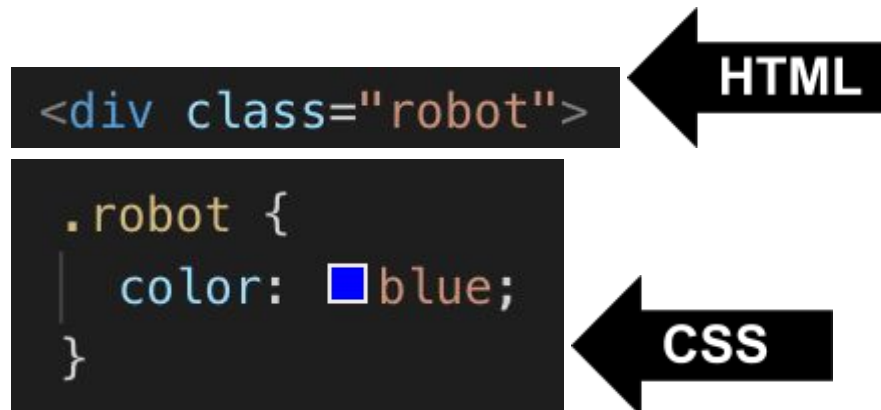 <div class="robot">
HTML
.robot {
color: blue;
}
CSS